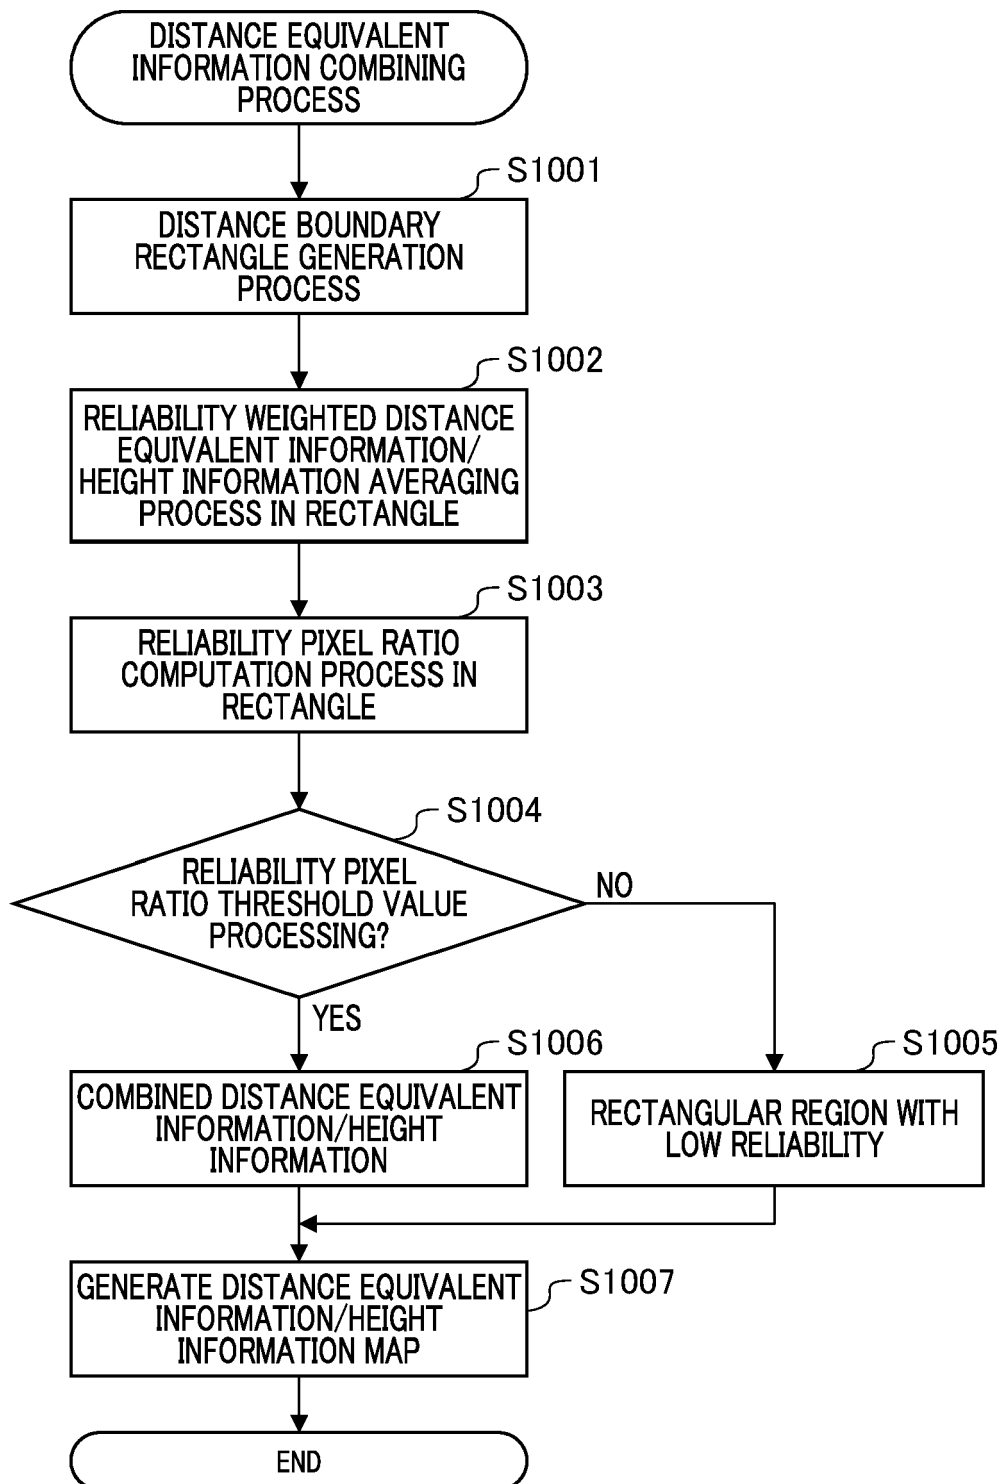 DISTANCE EQUIVALENT
INFORMATION COMBINING
PROCESS
S1001
DISTANCE BOUNDARY
RECTANGLE GENERATION
PROCESS
S1002
RELIABILITY WEIGHTED DISTANCE
EQUIVALENT INFORMATION/
HEIGHT INFORMATION AVERAGING
PROCESS IN RECTANGLE
S1003
RELIABILITY PIXEL RATIO
COMPUTATION PROCESS IN
RECTANGLE
S1004
RELIABILITY PIXEL
RATIO THRESHOLD VALUE
PROCESSING?
NO
YES
S1006
COMBINED DISTANCE EQUIVALENT
INFORMATION/HEIGHT
INFORMATION
S1005
RECTANGULAR REGION WITH
LOW RELIABILITY
S1007
GENERATE DISTANCE EQUIVALENT
INFORMATION/HEIGHT
INFORMATION MAP
END